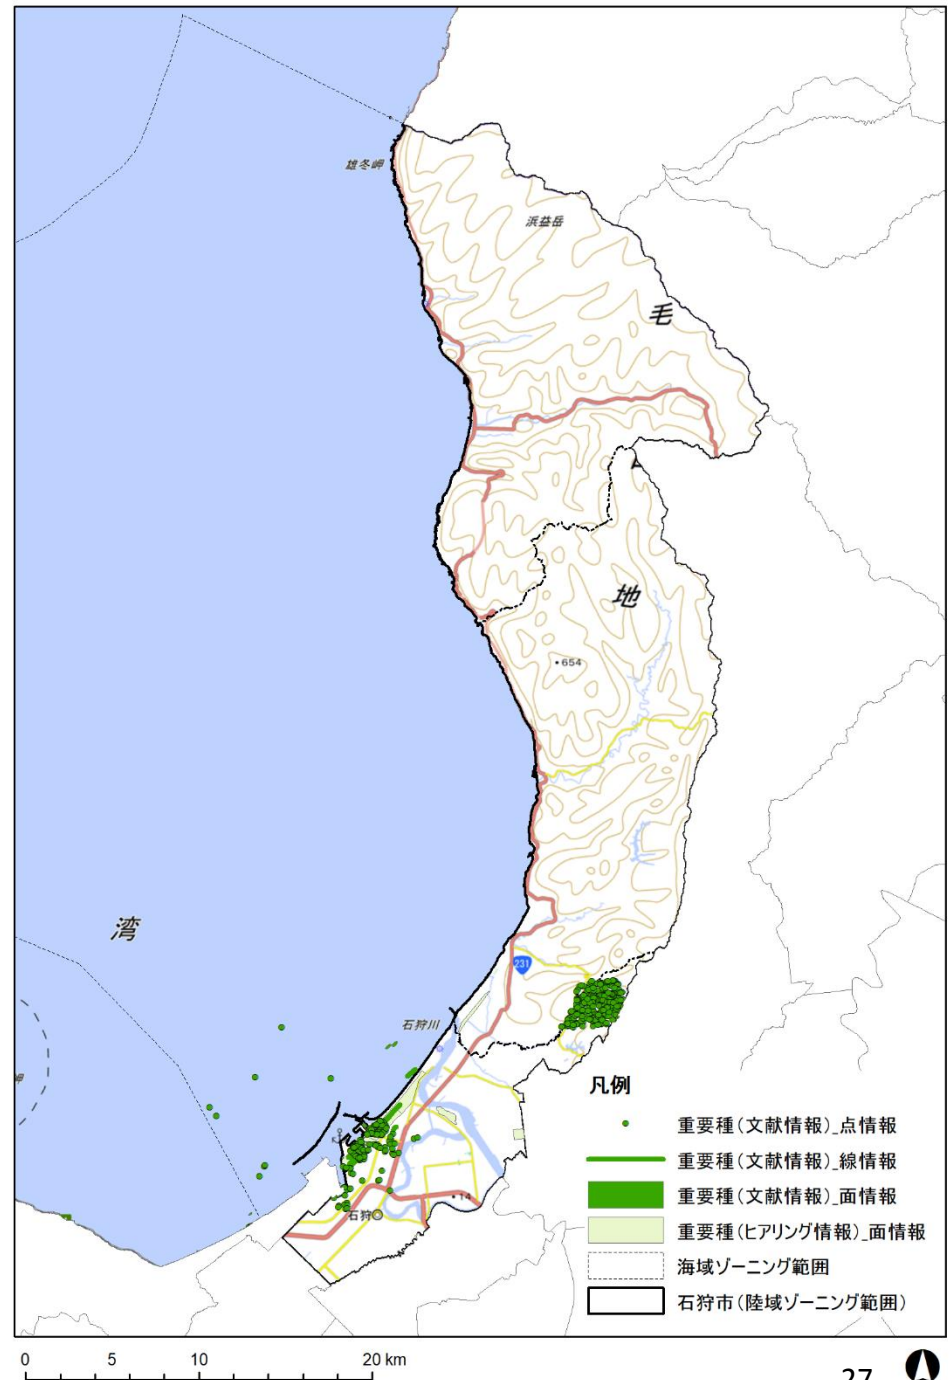 雄冬岬
浜益岳
毛
地
・654
湾
231
石狩川
岬
・14
石狩
凡例
重要種(文献情報)_点情報
重要種(文献情報)_線情報
重要種(文献情報)_面情報
重要種(ヒアリング情報)_面情報
海域ゾーニング範囲
石狩市(陸域ゾーニング範囲)
0 5 10 20 km
27